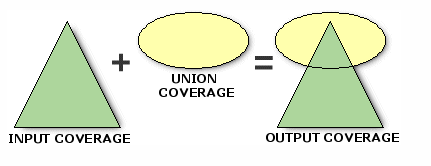 +
=
UNION
COVERAGE
INPUT COVERAGE
OUTPUT COVERAGE